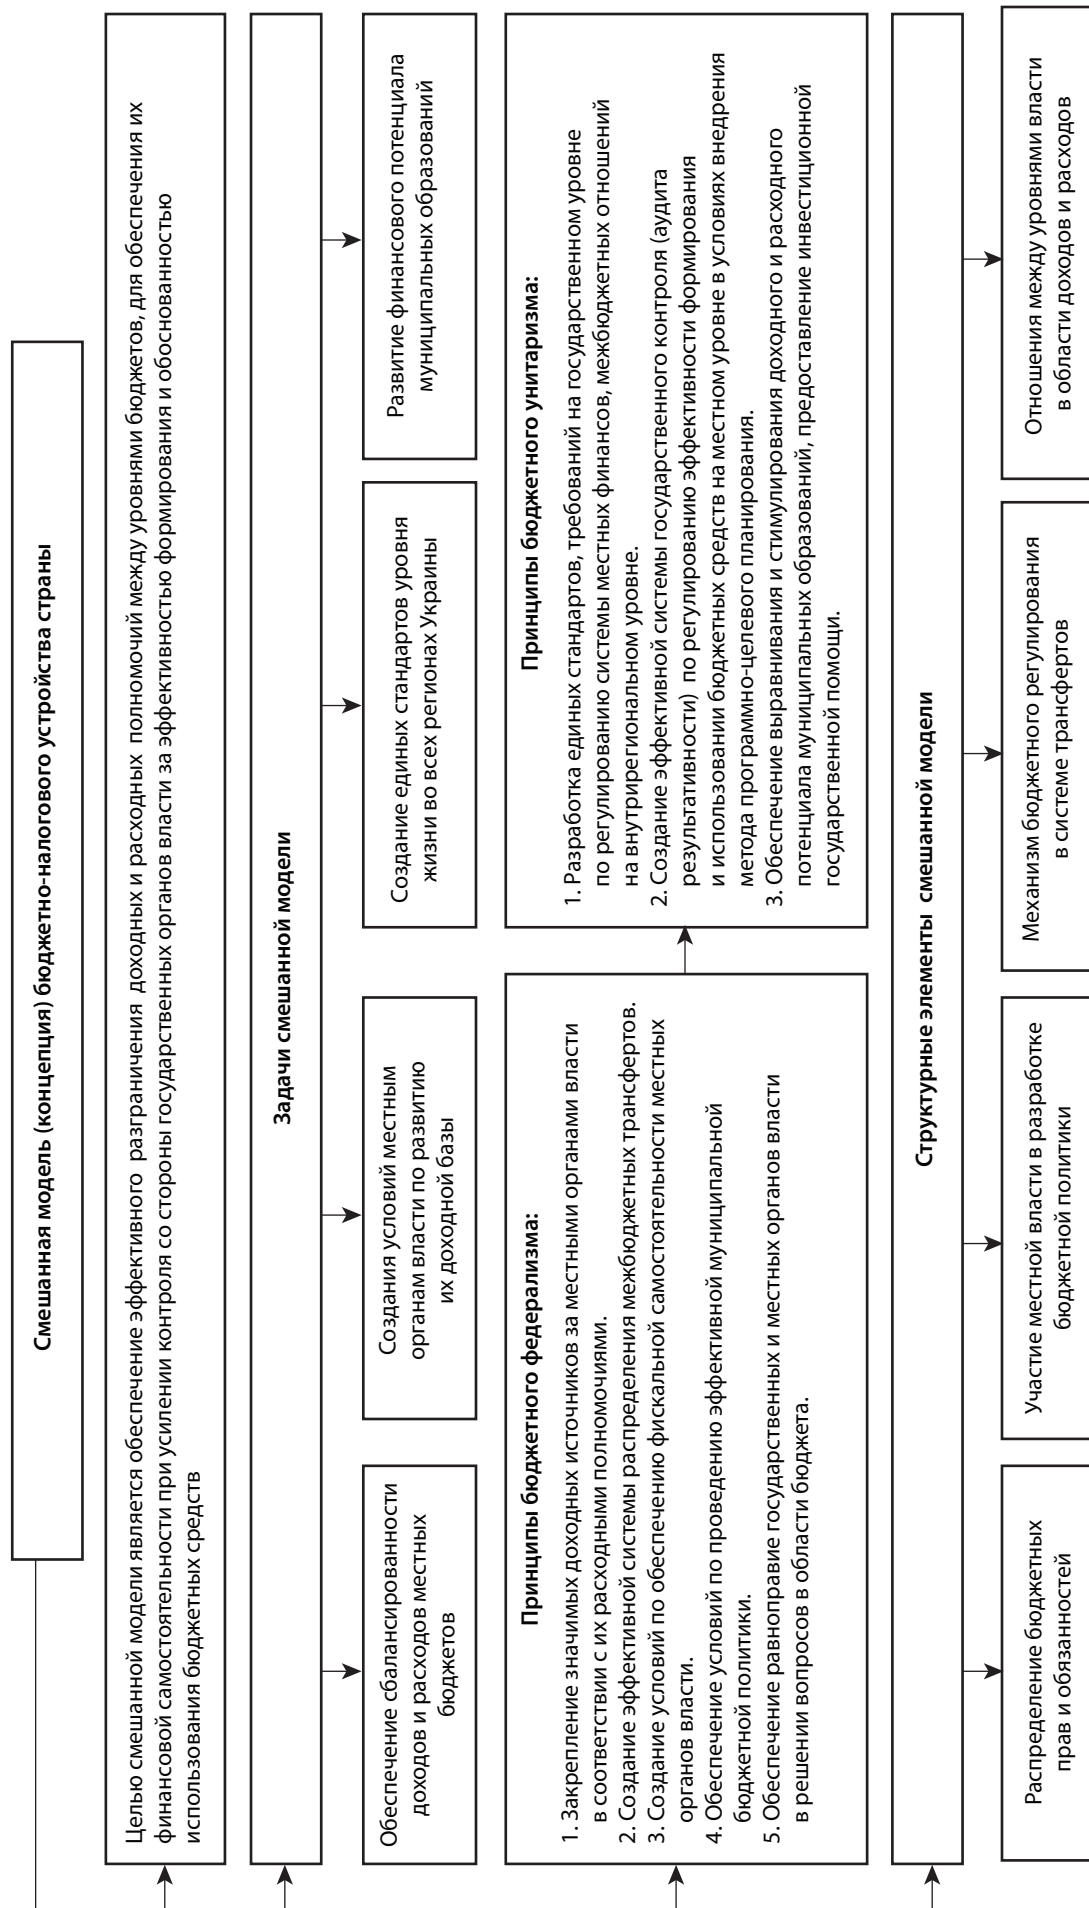 Смешанная модель (концепция) бюджетно-налогового устройства страны
Целью смешанной модели является обеспечение эффективного разграничения доходных и расходных полномочий между уровнями бюджетов, для обеспечения их
финансовой самостоятельности при усилении контроля со стороны государственных органов власти за эффективностью формирования и обоснованностью
использования бюджетных средств
Задачи смешанной модели
Обеспечение сбалансированности
доходов и расходов местных
бюджетов
Создания условий местным
органам власти по развитию
их доходной базы
Создание единых стандартов уровня
жизни во всех регионах Украины
Развитие финансового потенциала
муниципальных образований
Принципы бюджетного федерализма:
1. Закрепление значимых доходных источников за местными органами власти
в соответствии с их расходными полномочиями.
2. Создание эффективной системы распределения межбюджетных трансфертов.
3. Создание условий по обеспечению фискальной самостоятельности местных
органов власти.
4. Обеспечение условий по проведению эффективной муниципальной
бюджетной политики.
5. Обеспечение равноправие государственных и местных органов власти
в решении вопросов в области бюджета.
Принципы бюджетного унитаризма:
1. Разработка единых стандартов, требований на государственном уровне
по регулированию системы местных финансов, межбюджетных отношений
на внутрирегиональном уровне.
2. Создание эффективной системы государственного контроля (аудита
результативности) по регулированию эффективности формирования
и использовании бюджетных средств на местном уровне в условиях внедрения
метода программно-целевого планирования.
3. Обеспечение выравнивания и стимулирования доходного и расходного
потенциала муниципальных образований, предоставление инвестиционной
государственной помощи.
Структурные элементы смешанной модели
Распределение бюджетных
прав и обязанностей
Участие местной власти в разработке
бюджетной политики
Механизм бюджетного регулирования
в системе трансфертов
Отношения между уровнями власти
в области доходов и расходов